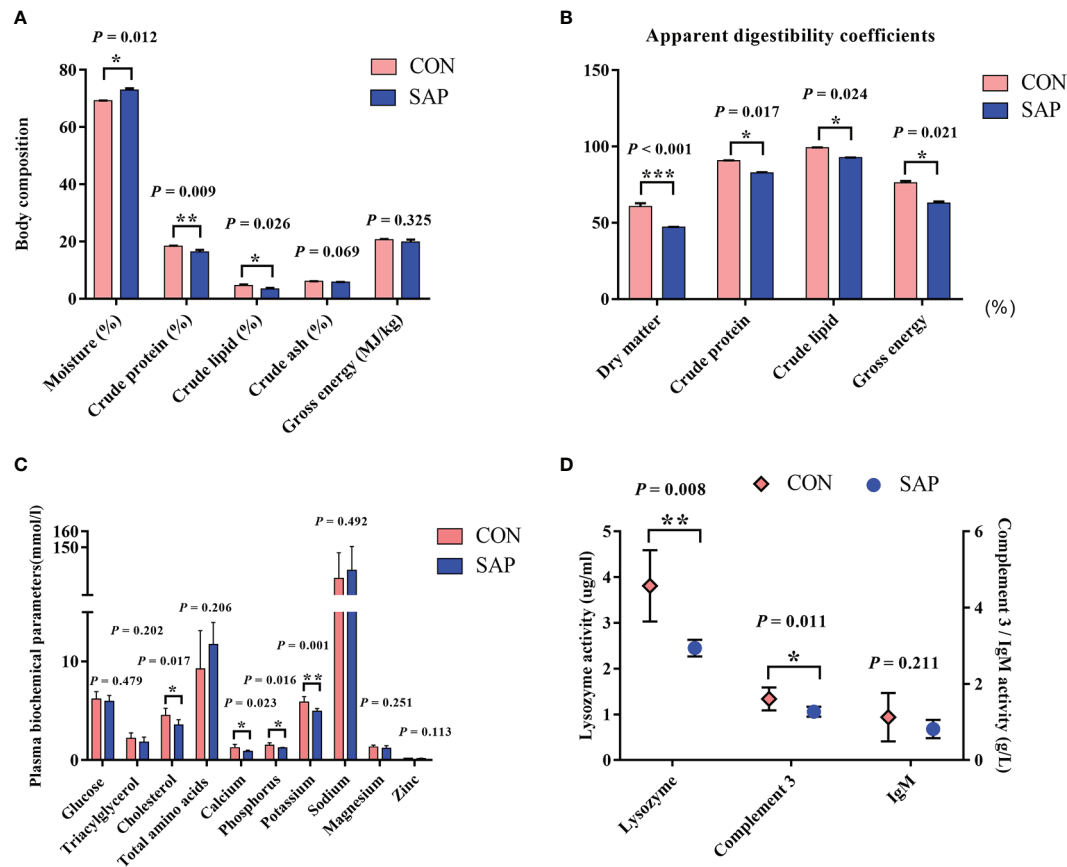 A
P = 0.012
*
CON
SAP
80
60
40
20
0
Body composition
P = 0.009
**
P = 0.026
*
P = 0.069
P = 0.325
Moisture (%)
Crude protein (%)
Crude lipid (%)
Crude ash (%)
Gross energy (MJ/kg)
B
Apparent digestibility coefficients
CON
SAP
150
100
50
0
P < 0.001
***
P = 0.017
*
P = 0.024
*
P = 0.021
*
(%)
Dry matter
Crude protein
Crude lipid
Gross energy
C
Plasma biochemical parameters(mmol/l)
160
150
10
0
CON
SAP
P = 0.492
P = 0.206
P = 0.202
P = 0.017
*
P = 0.479
P = 0.001
**
P = 0.016
*
P = 0.023
*
P = 0.251
P = 0.113
Glucose
Triacylglycerol
Cholesterol
Total amino acids
Calcium
Phosphorus
Potassium
Sodium
Magnesium
Zinc
D
CON
SAP
P = 0.008
**
P = 0.011
*
P = 0.211
Lysozyme activity (ug/ml)
5
4
3
2
1
0
6
4
2
0
Complement 3 / IgM activity (g/L)
Lysozyme
Complement 3
IgM